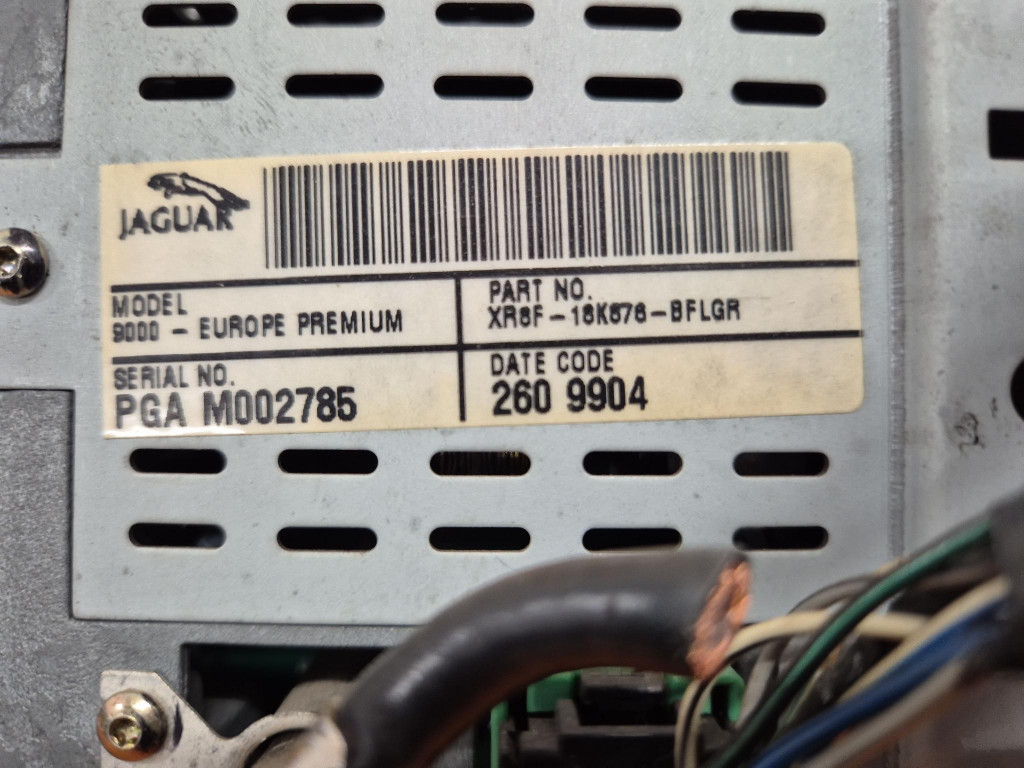 JAGUAR
MODEL
9000 - EUROPE PREMIUM
PART NO.
XR8F-18K876-BFLGR
SERIAL NO.
PGA M002785
DATE CODE
260 9904